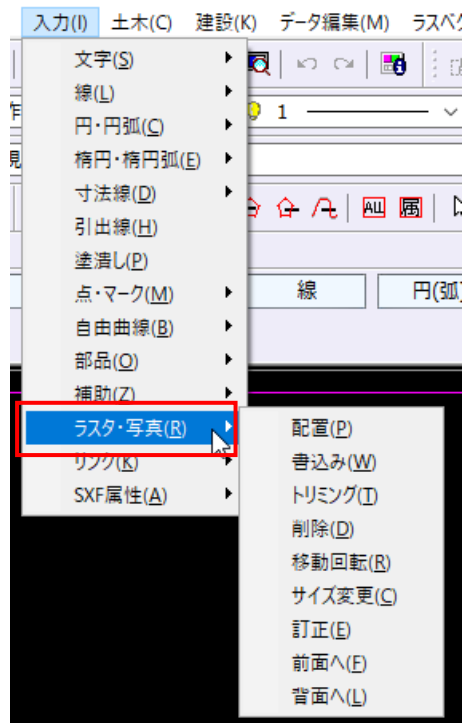 入力(I) 土木(C) 建設(K) データ編集(M) ラスベク
文字(S)
線(L)
1
円・円弧(C)
楕円・楕円弧(E)
寸法線(D)
ALL 属
引出線(H)
塗潰し(P)
点・マーク(M)
線 円(弧)
自由曲線(B)
部品(O)
補助(Z)
ラスタ・写真(R)
配置(P)
リンク(K)
書込み(W)
SXF属性(A)
トリミング(T)
削除(D)
移動回転(R)
サイズ変更(C)
訂正(E)
前面へ(F)
背面へ(L)